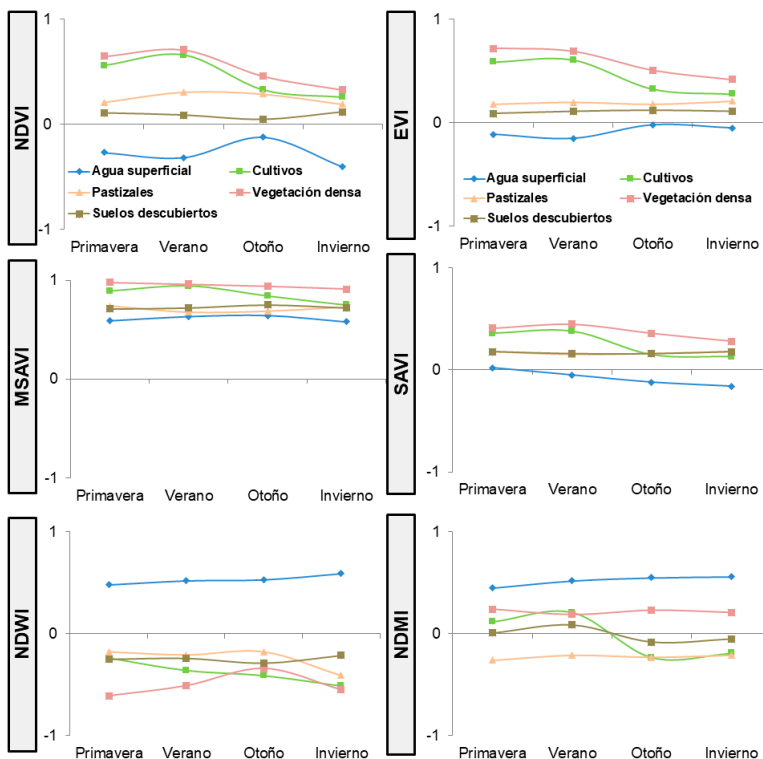 NDVI
1
0
-1
Agua superficial
Cultivos
Pastizales
Vegetación densa
Suelos descubiertos
Primavera Verano Otoño Invierno
EVI
1
0
-1
Agua superficial
Cultivos
Pastizales
Vegetación densa
Suelos descubiertos
Primavera Verano Otoño Invierno
MSAVI
1
0
-1
Primavera Verano Otoño Invierno
SAVI
1
0
-1
Primavera Verano Otoño Invierno
NDWI
1
0
-1
Primavera Verano Otoño Invierno
NDMI
1
0
-1
Primavera Verano Otoño Invierno